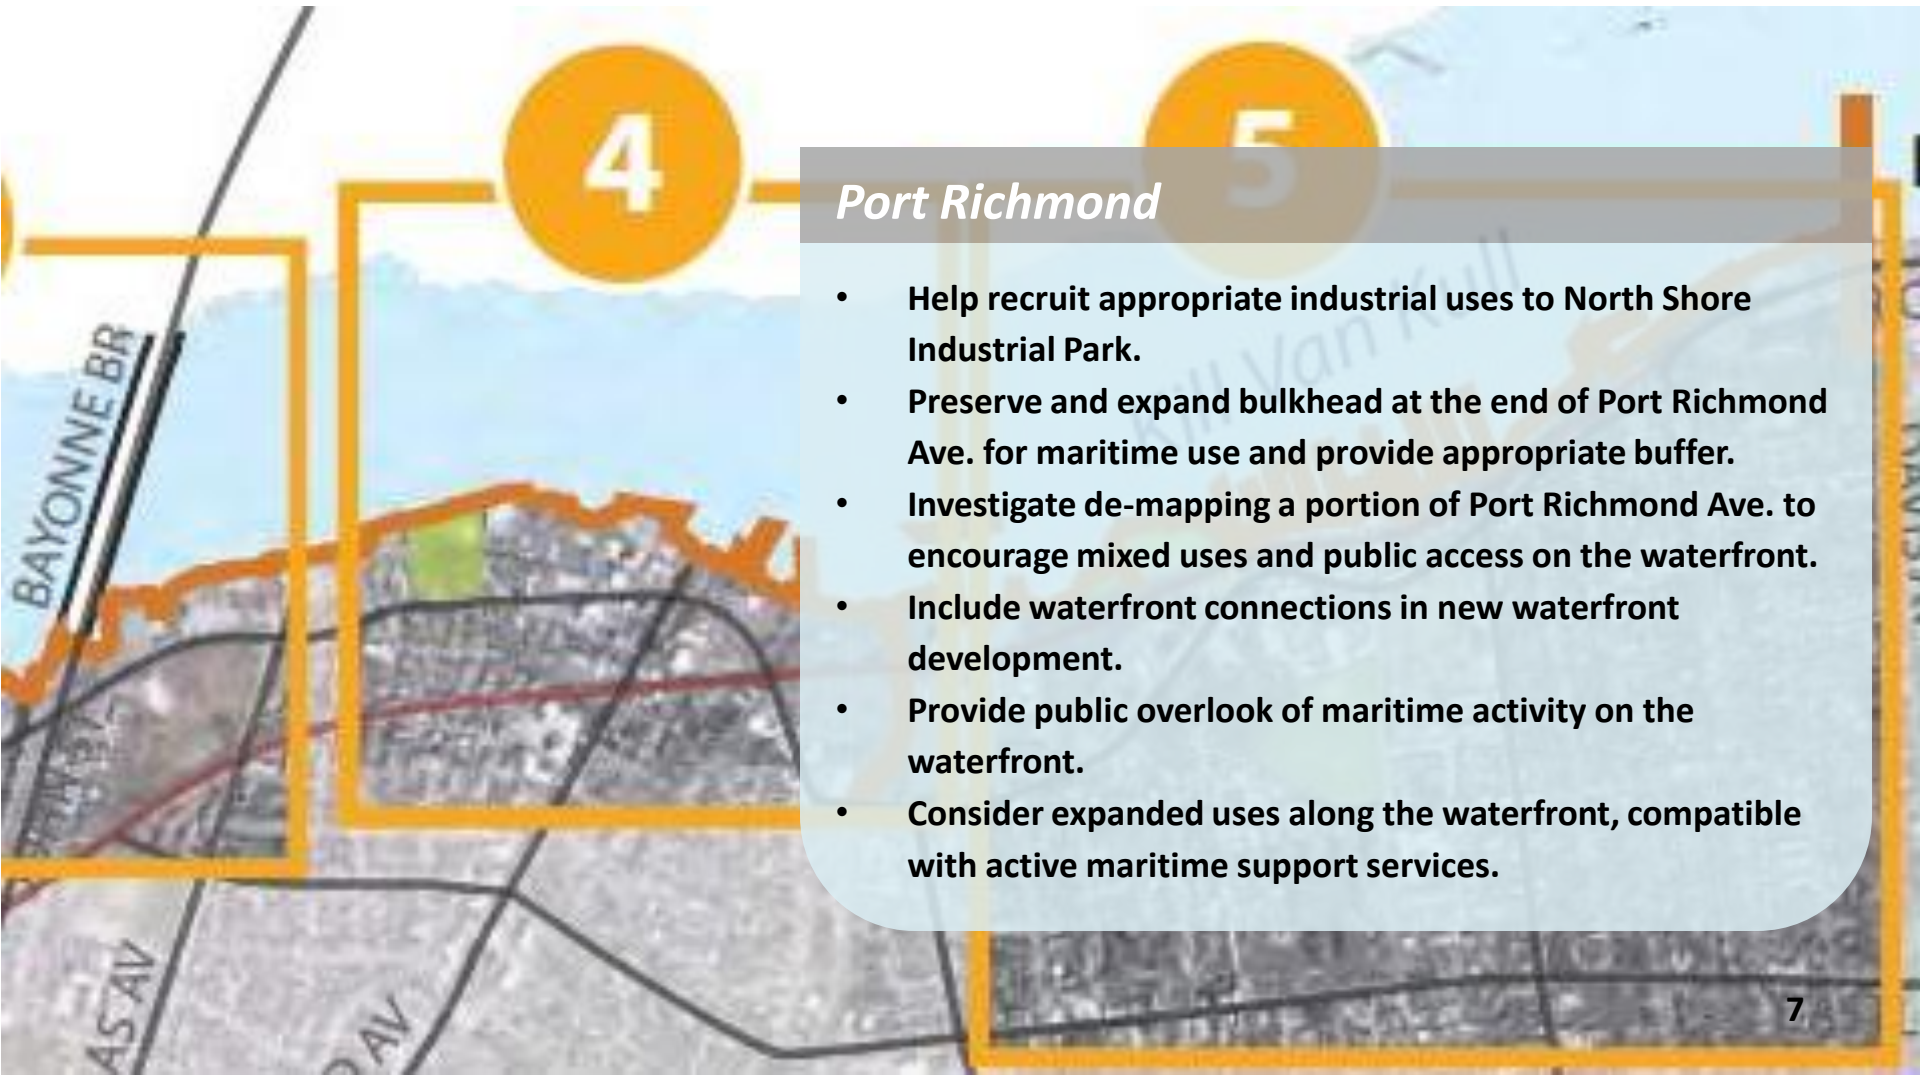 4
5
Port Richmond
• Help recruit appropriate industrial uses to North Shore
Industrial Park.
• Preserve and expand bulkhead at the end of Port Richmond
Ave. for maritime use and provide appropriate buffer.
• Investigate de-mapping a portion of Port Richmond Ave. to
encourage mixed uses and public access on the waterfront.
• Include waterfront connections in new waterfront
development.
• Provide public overlook of maritime activity on the
waterfront.
• Consider expanded uses along the waterfront, compatible
with active maritime support services.
Kill Van Kull
BAYONNE BR
AV
AV
7